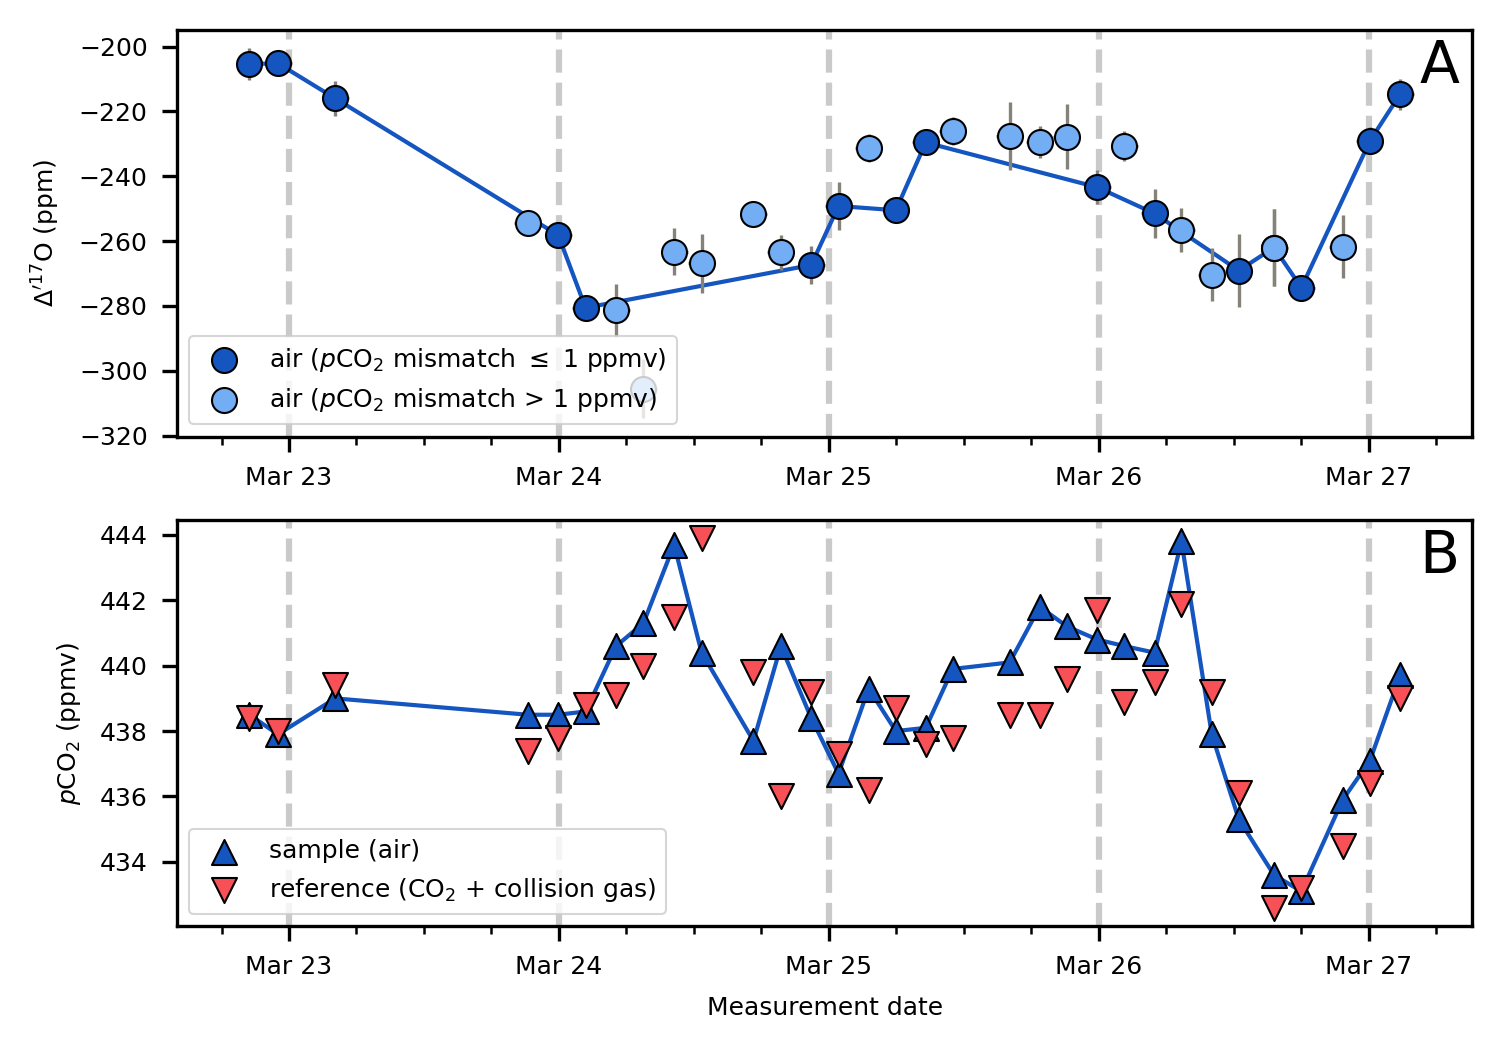 A
−200
−220
−240
−260
−280
−300
−320
Δ′¹⁷O (ppm)
air (pCO₂ mismatch ≤ 1 ppmv)
air (pCO₂ mismatch > 1 ppmv)
Mar 23 Mar 24 Mar 25 Mar 26 Mar 27
B
444
442
440
438
436
434
pCO₂ (ppmv)
sample (air)
reference (CO₂ + collision gas)
Mar 23 Mar 24 Mar 25 Mar 26 Mar 27
Measurement date